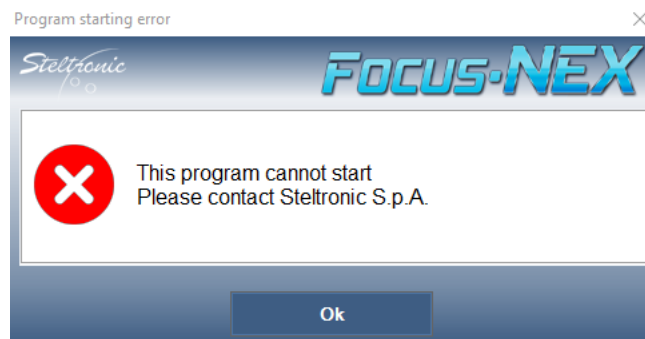 Program starting error
Steltronic
Focus-NEX
This program cannot start
Please contact Steltronic S.p.A.
Ok